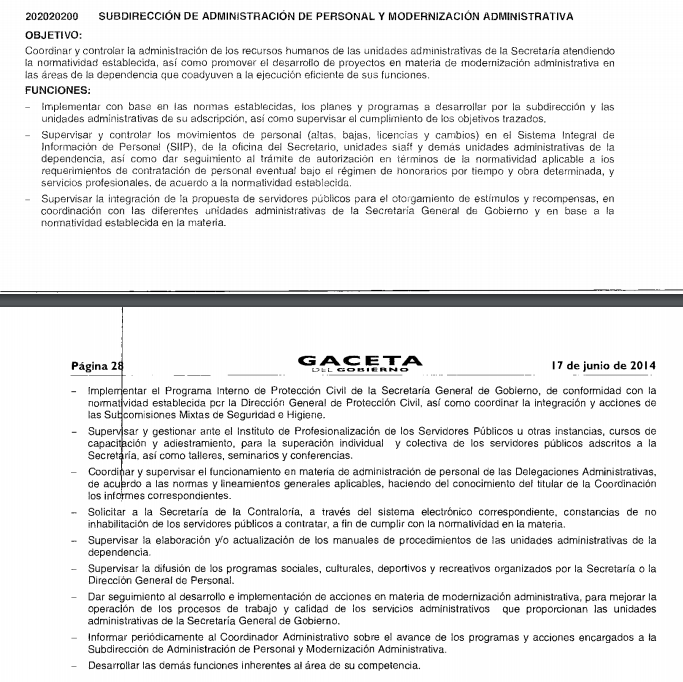 202020200 SUBDIRECCIÓN DE ADMINISTRACIÓN DE PERSONAL Y MODERNIZACIÓN ADMINISTRATIVA
OBJETIVO:
Coordinar y controlar la administración de los recursos humanos de las unidades administrativas de la Secretaría atendiendo
la normatividad establecida, así como promover el desarrollo de proyectos en materia de modernización administrativa en
las áreas de la dependencia que coadyuven a la ejecución eficiente de sus funciones.
FUNCIONES:
– Implementar con base en las normas establecidas, los planes y programas a desarrollar por la subdirección y las
unidades administrativas de su adscripción, así como supervisar el cumplimiento de los objetivos trazados.
– Supervisar y controlar los movimientos de personal (altas, bajas, licencias y cambios) en el Sistema Integral de
Información de Personal (SIIP), de la oficina del Secretario, unidades staff y demás unidades administrativas de la
dependencia, así como dar seguimiento al trámite de autorización en términos de la normatividad aplicable a los
requerimientos de contratación de personal eventual bajo el régimen de honorarios por tiempo y obra determinada, y
servicios profesionales, de acuerdo a la normatividad establecida.
– Supervisar la integración de la propuesta de servidores públicos para el otorgamiento de estímulos y recompensas, en
coordinación con las diferentes unidades administrativas de la Secretaría General de Gobierno y en base a la
normatividad establecida en la materia.
Página 28 GACETA 17 de junio de 2014
DEL GOBIERNO
– Implementar el Programa Interno de Protección Civil de la Secretaría General de Gobierno, de conformidad con la
normatividad establecida por la Dirección General de Protección Civil, así como coordinar la integración y acciones de
las Subcomisiones Mixtas de Seguridad e Higiene.
– Supervisar y gestionar ante el Instituto de Profesionalización de los Servidores Públicos u otras instancias, cursos de
capacitación y adiestramiento, para la superación individual y colectiva de los servidores públicos adscritos a la
Secretaría, así como talleres, seminarios y conferencias.
– Coordinar y supervisar el funcionamiento en materia de administración de personal de las Delegaciones Administrativas,
de acuerdo a las normas y lineamientos generales aplicables, haciendo del conocimiento del titular de la Coordinación
los informes correspondientes.
– Solicitar a la Secretaría de la Contraloría, a través del sistema electrónico correspondiente, constancias de no
inhabilitación de los servidores públicos a contratar, a fin de cumplir con la normatividad en la materia.
– Supervisar la elaboración y/o actualización de los manuales de procedimientos de las unidades administrativas de la
dependencia.
– Supervisar la difusión de los programas sociales, culturales, deportivos y recreativos organizados por la Secretaría o la
Dirección General de Personal.
– Dar seguimiento al desarrollo e implementación de acciones en materia de modernización administrativa, para mejorar la
operación de los procesos de trabajo y calidad de los servicios administrativos que proporcionan las unidades
administrativas de la Secretaría General de Gobierno.
– Informar periódicamente al Coordinador Administrativo sobre el avance de los programas y acciones encargados a la
Subdirección de Administración de Personal y Modernización Administrativa.
– Desarrollar las demás funciones inherentes al área de su competencia.